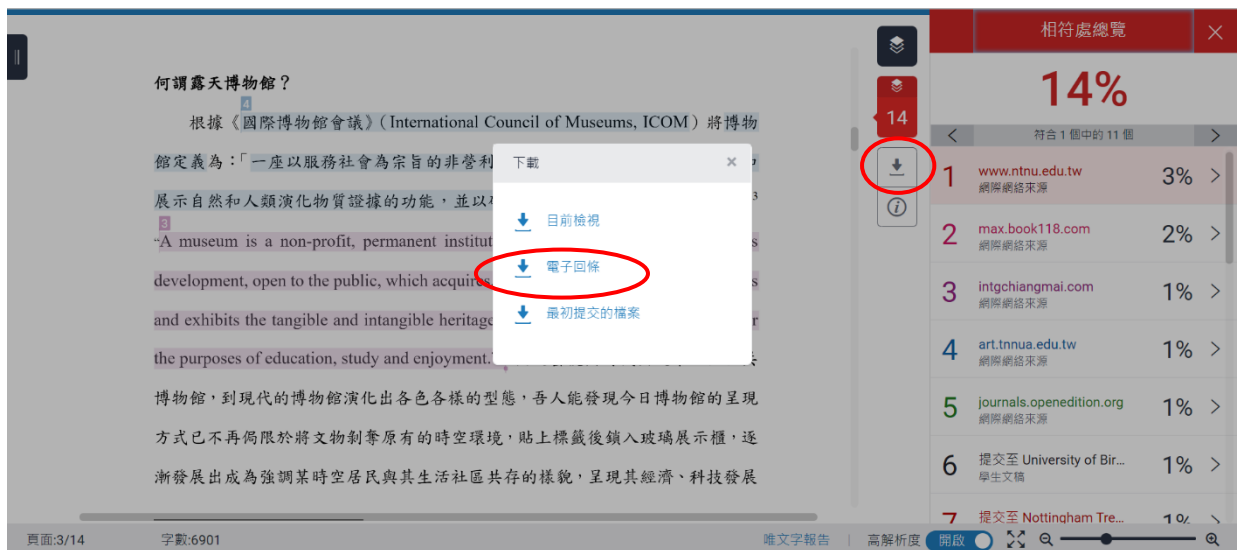 相符處總覽
14%
14
符合 1 個中的 11 個
1 www.ntnu.edu.tw 3%
網際網絡來源
2 max.book118.com 2%
網際網絡來源
3 intgchiangmai.com 1%
網際網絡來源
4 art.tnnua.edu.tw 1%
網際網絡來源
5 journals.openedition.org 1%
網際網絡來源
6 提交至 University of Bir... 1%
學生文稿
7 提交至 Nottingham Tre... 1%
何謂露天博物館？
4
根據《國際博物館會議》（International Council of Museums, ICOM）將博物
館定義為：「一座以服務社會為宗旨的非營利
展示自然和人類演化物質證據的功能，並以
3
3
"A museum is a non-profit, permanent institut
development, open to the public, which acquires
and exhibits the tangible and intangible heritage
the purposes of education, study and enjoyment.
博物館，到現代的博物館演化出各色各樣的型態，吾人能發現今日博物館的呈現
方式已不再侷限於將文物剝奪原有的時空環境，貼上標籤後鎖入玻璃展示櫃，逐
漸發展出成為強調某時空居民與其生活社區共存的樣貌，呈現其經濟、科技發展
下載
目前檢視
電子回條
最初提交的檔案
頁面:3/14
字數:6901
唯文字報告
高解析度 開啟